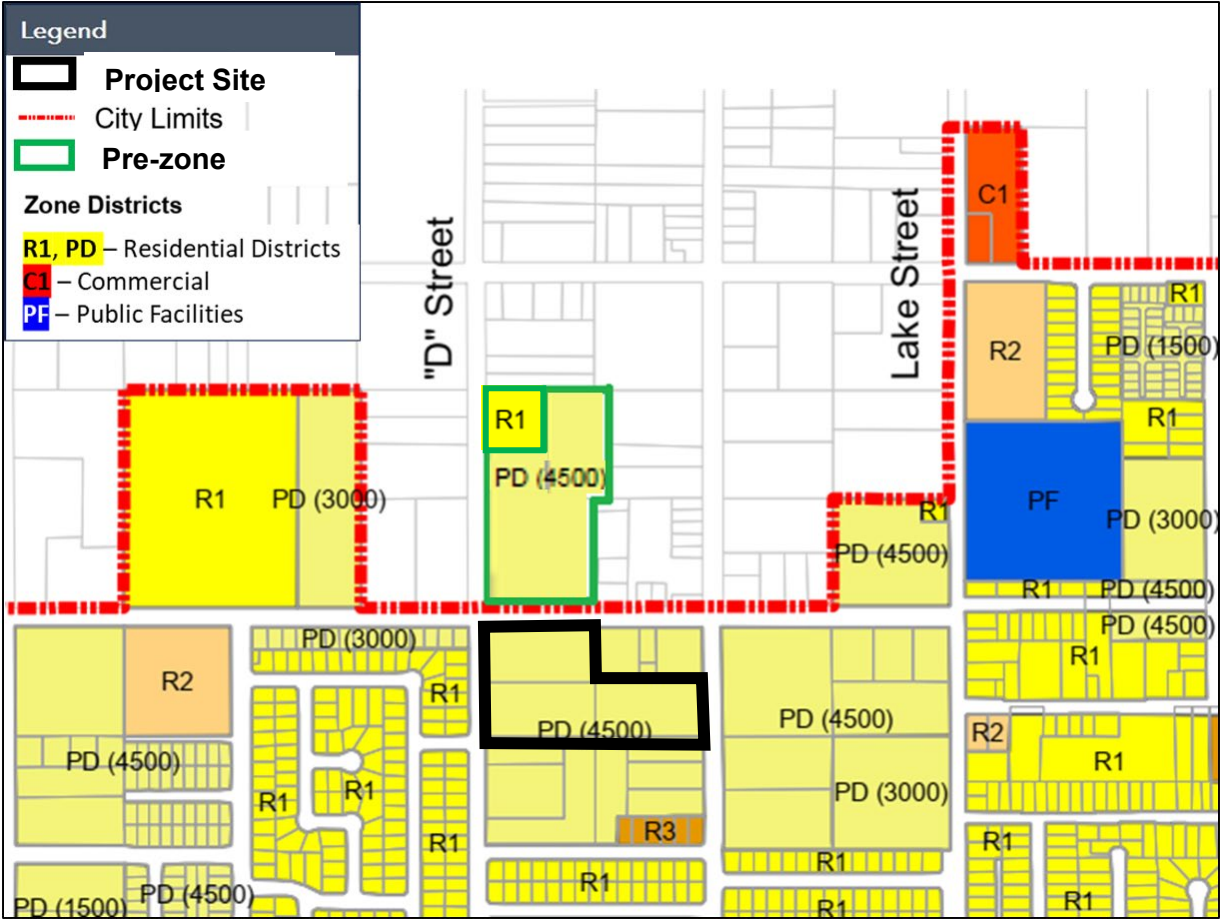 Legend
Project Site
City Limits
Pre-zone
Zone Districts
R1, PD – Residential Districts
C1 – Commercial
PF – Public Facilities
"D" Street
Lake Street
C1
R1
R2
PD (1500)
R1
R1
PD (4500)
R1
PD (3000)
PF
R1
PD (3000)
PD (4500)
R1
PD (4500)
PD (4500)
PD (3000)
R1
R2
R1
PD (4500)
PD (4500)
R2
R1
PD (4500)
R1
R1
PD (3000)
R3
R1
R1
R1
R1
PD (4500)
PD (1500)
R1
R1